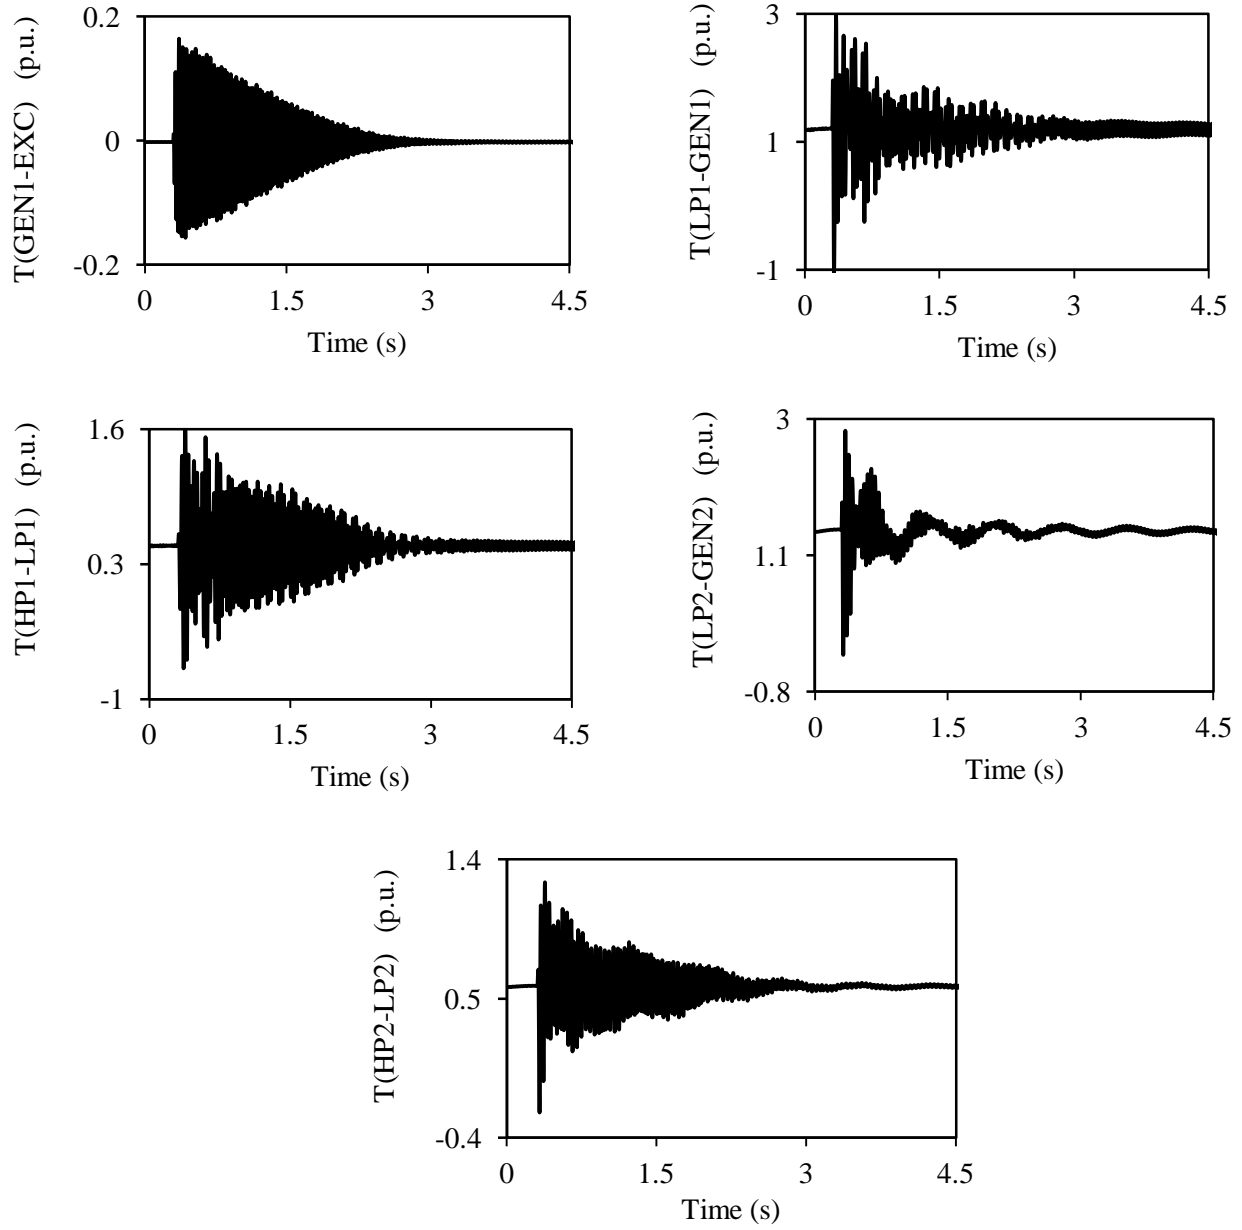 T(GEN1-EXC) (p.u.)
0.2
0
-0.2
0 1.5 3 4.5
Time (s)
T(LP1-GEN1) (p.u.)
3
1
-1
0 1.5 3 4.5
Time (s)
T(HP1-LP1) (p.u.)
1.6
0.3
-1
0 1.5 3 4.5
Time (s)
T(LP2-GEN2) (p.u.)
3
1.1
-0.8
0 1.5 3 4.5
Time (s)
T(HP2-LP2) (p.u.)
1.4
0.5
-0.4
0 1.5 3 4.5
Time (s)